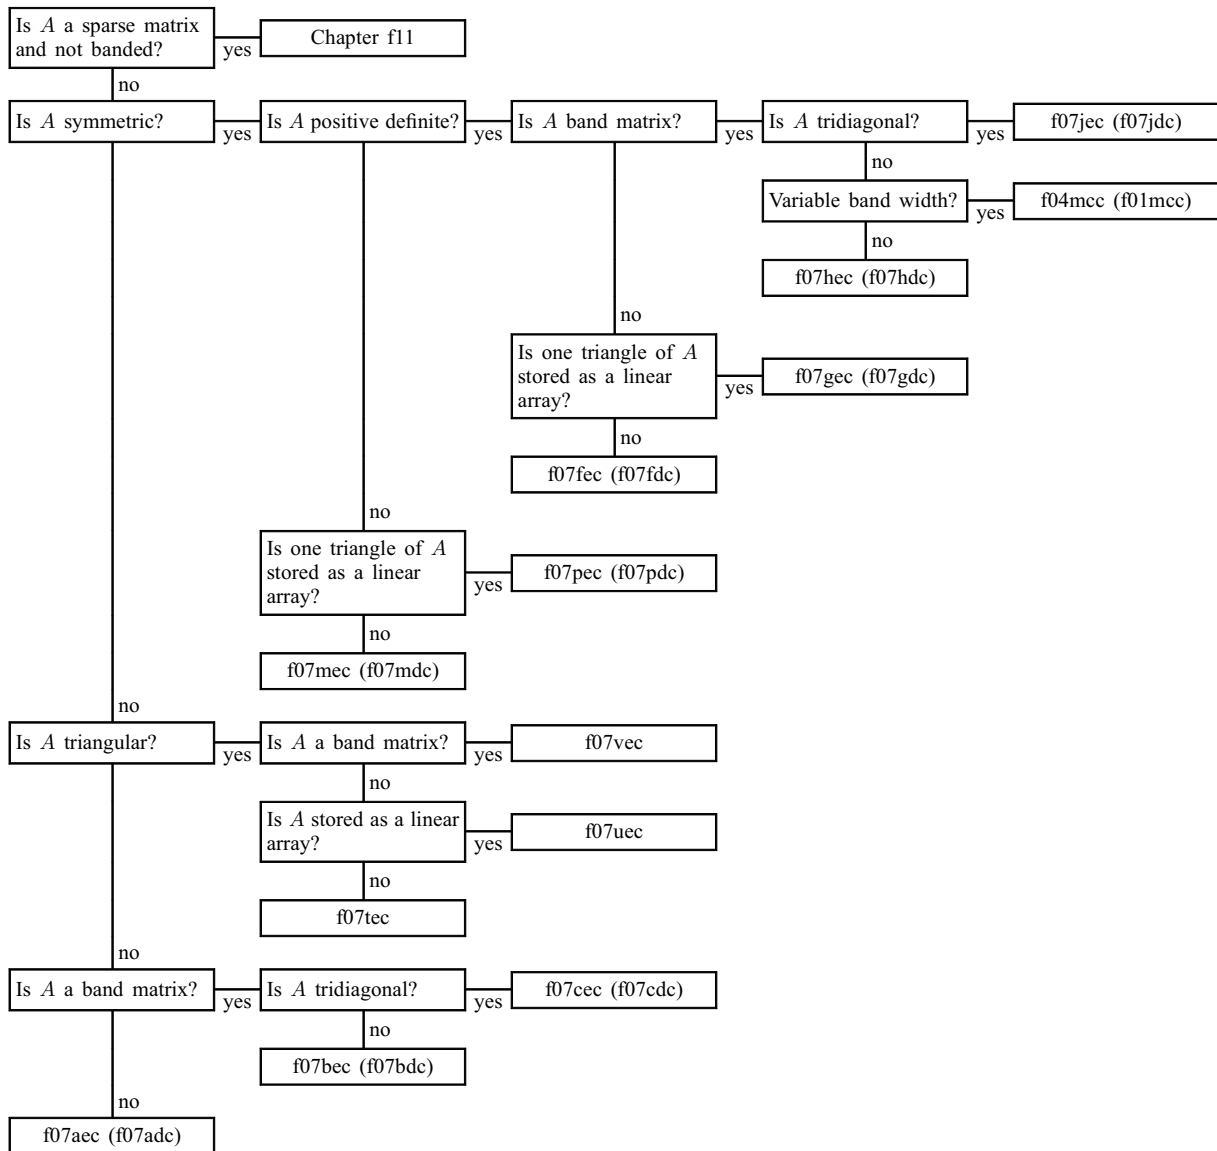 Is A a sparse matrix
and not banded?
yes
Chapter f11
no
Is A symmetric?
yes
Is A positive definite?
yes
Is A band matrix?
yes
Is A tridiagonal?
yes
f07jec (f07jdc)
no
Variable band width?
yes
f04mcc (f01mcc)
no
f07hec (f07hdc)
no
Is one triangle of A
stored as a linear
array?
yes
f07gec (f07gdc)
no
f07fec (f07fdc)
no
Is one triangle of A
stored as a linear
array?
yes
f07pec (f07pdc)
no
f07mec (f07mdc)
no
Is A triangular?
yes
Is A a band matrix?
yes
f07vec
no
Is A stored as a linear
array?
yes
f07uec
no
f07tec
no
Is A a band matrix?
yes
Is A tridiagonal?
yes
f07cec (f07cdc)
no
f07bec (f07bdc)
no
f07aec (f07adc)